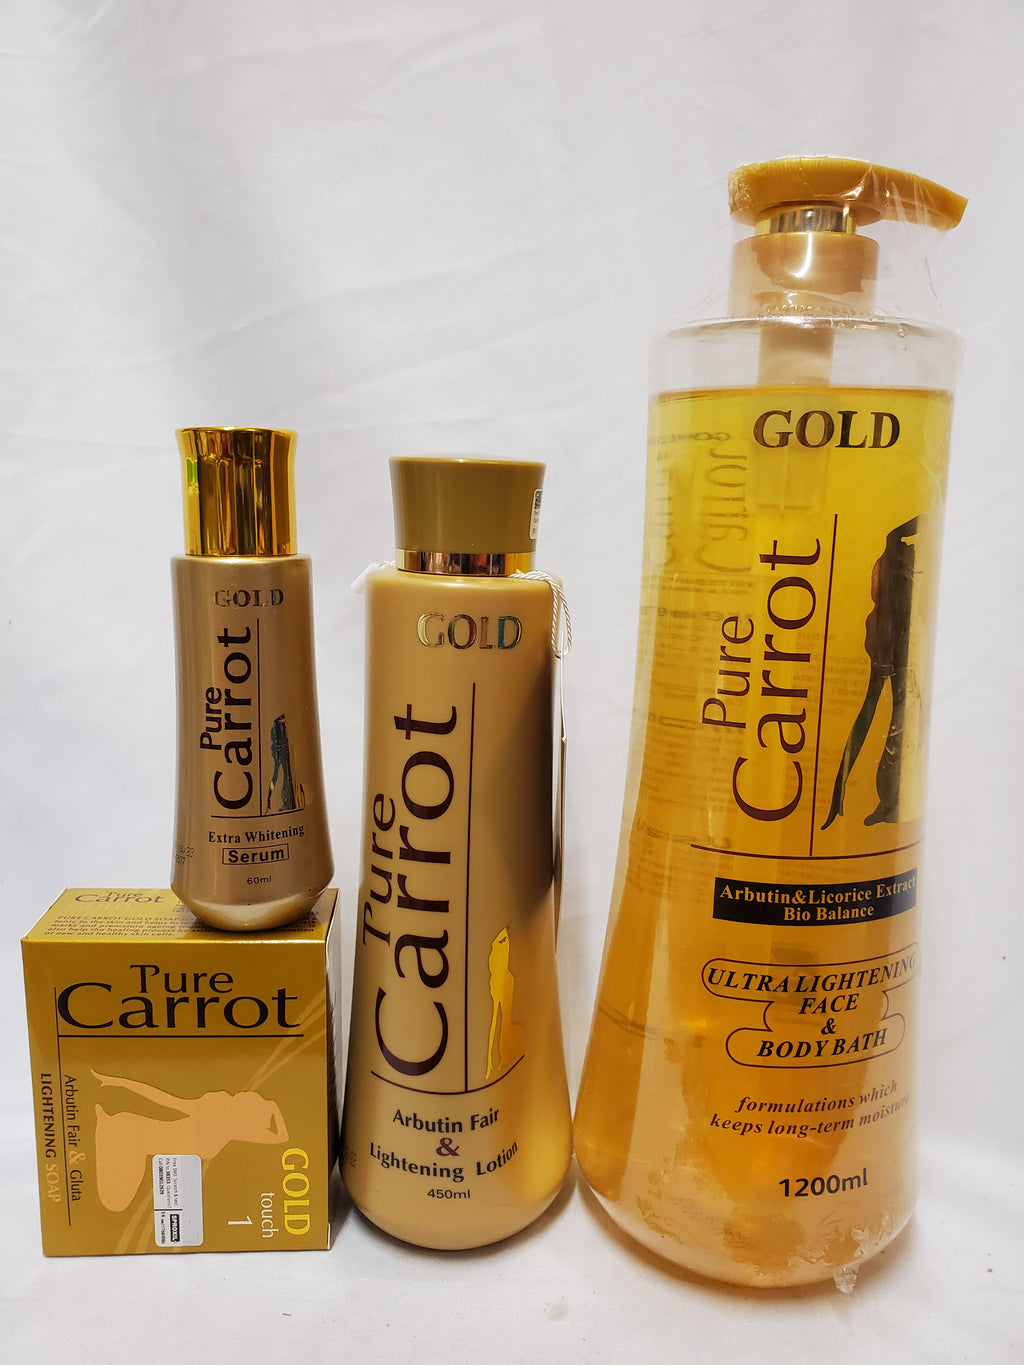 GOLD
Pure
Carrot
Extra Whitening
Serum
60ml
Pure
Carrot
PURE CARROT GOLD SOAP
Pure
Carrot
Arbutin Fair & Gluta
LIGHTENING SOAP
GOLD
touch
1
SPROXIL
GOLD
Pure
Carrot
Arbutin Fair
&
Lightening Lotion
450ml
GOLD
Pure
Carrot
Arbutin&Licorice Extract
Bio Balance
ULTRA LIGHTENING
FACE
&
BODY BATH
formulations which
keeps long-term moisture
1200ml